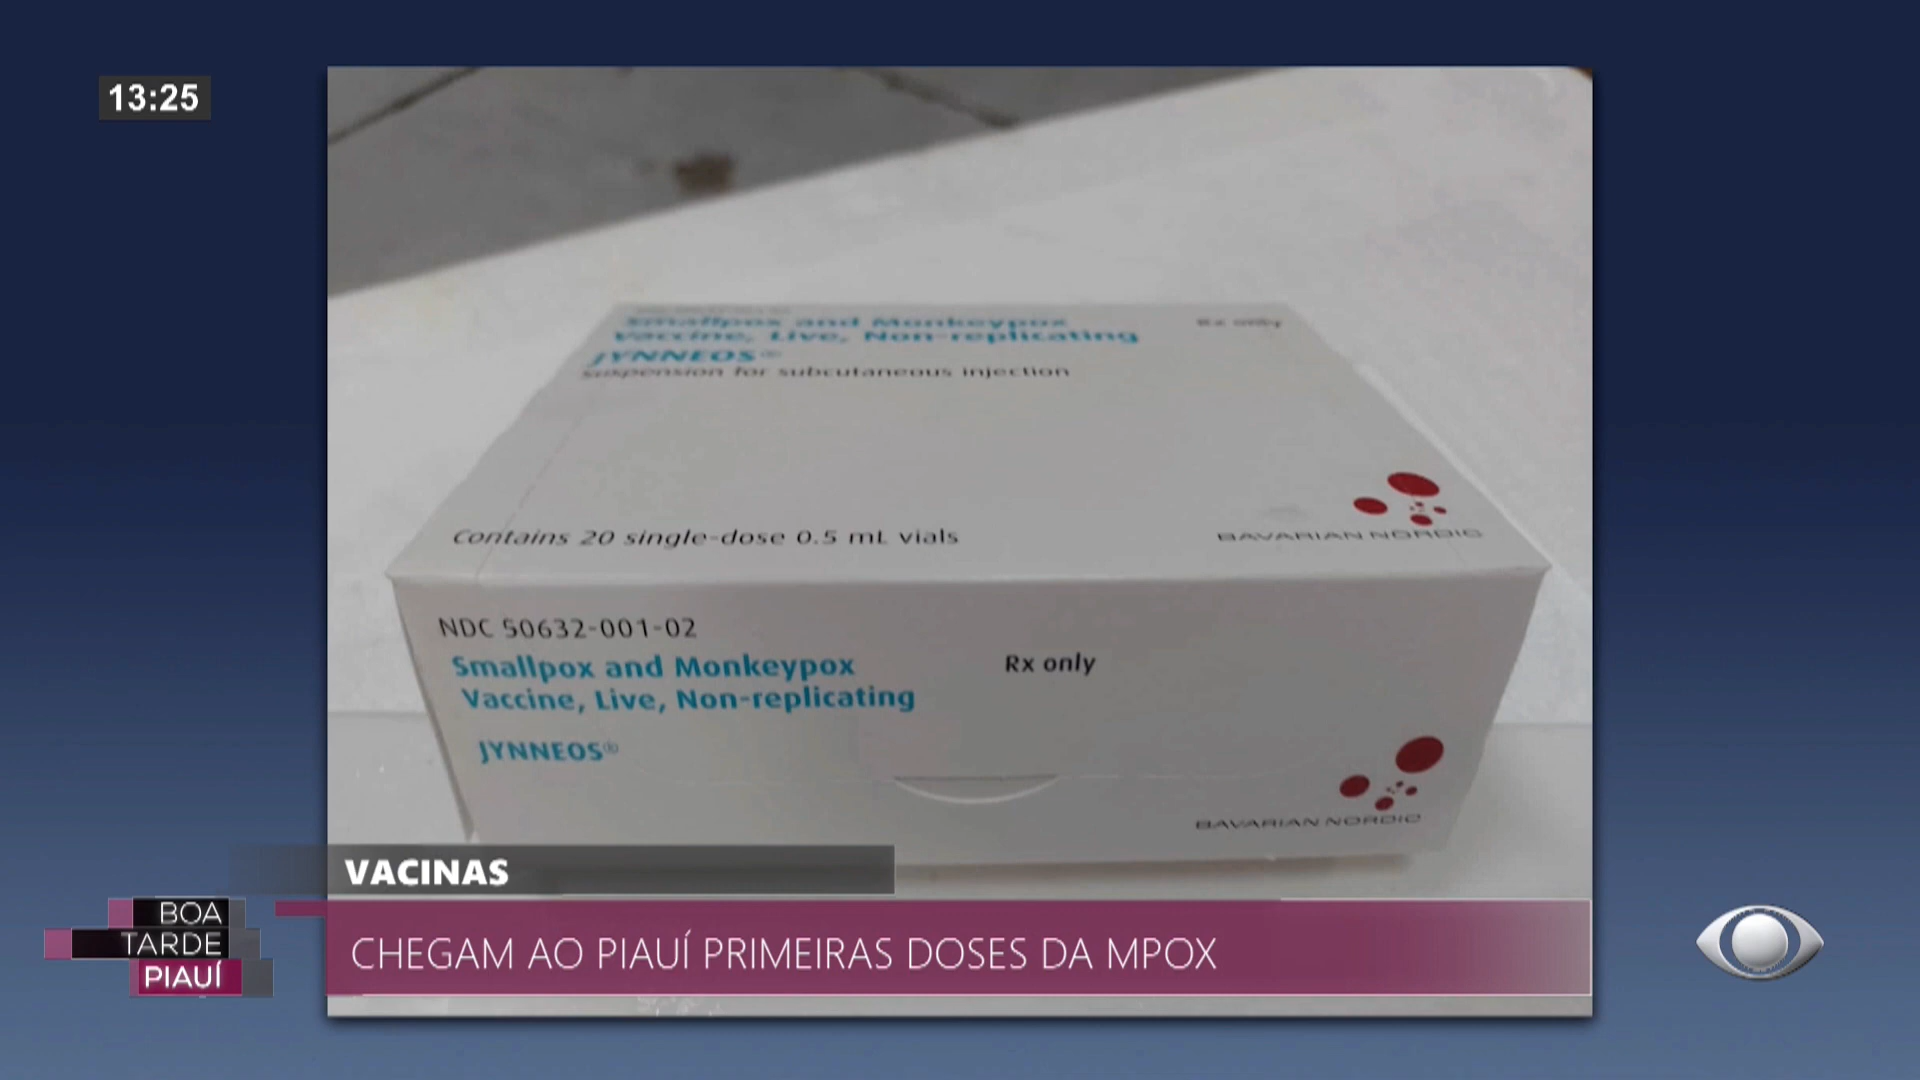 13:25
Smallpox and Monkeypox
Vaccine, Live, Non-replicating
JYNNEOS®
Suspension for subcutaneous injection
Rx only
Contains 20 single-dose 0.5 mL vials
BAVARIAN NORDIC
NDC 50632-001-02
Smallpox and Monkeypox
Vaccine, Live, Non-replicating
Rx only
JYNNEOS®
BAVARIAN NORDIC
VACINAS
CHEGAM AO PIAUÍ PRIMEIRAS DOSES DA MPOX
BOA
TARDE
PIAUÍ